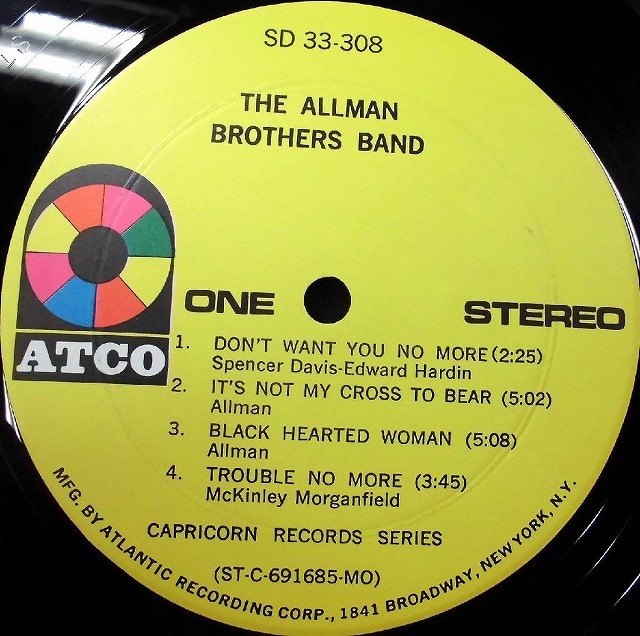 SD 33-308
THE ALLMAN
BROTHERS BAND
ATCO
ONE
STEREO
1. DON'T WANT YOU NO MORE (2:25)
Spencer Davis-Edward Hardin
2. IT'S NOT MY CROSS TO BEAR (5:02)
Allman
3. BLACK HEARTED WOMAN (5:08)
Allman
4. TROUBLE NO MORE (3:45)
McKinley Morganfield
CAPRICORN RECORDS SERIES
(ST-C-691685-MO)
MFG. BY ATLANTIC RECORDING CORP., 1841 BROADWAY, NEW YORK, N.Y.